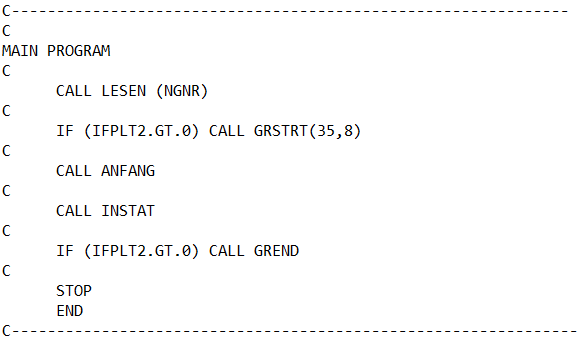 C--------------------------------------------------------------
C
MAIN PROGRAM
C
      CALL LESEN (NGNR)
C
      IF (IFPLT2.GT.0) CALL GRSTRT(35,8)
C
      CALL ANFANG
C
      CALL INSTAT
C
      IF (IFPLT2.GT.0) CALL GREND
C
      STOP
      END
C---------------------------------------------------------------